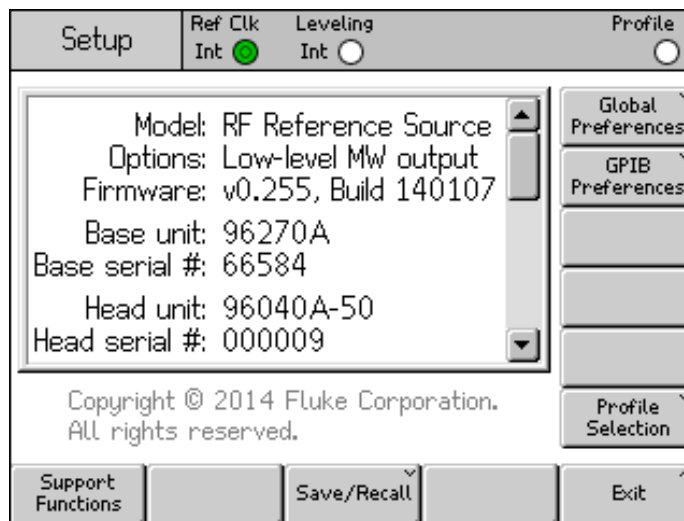 Setup
Ref Clk
Int
Leveling
Int
Profile
Model: RF Reference Source
Options: Low-level MW output
Firmware: v0.255, Build 140107
Base unit: 96270A
Base serial #: 66584
Head unit: 96040A-50
Head serial #: 000009
Copyright © 2014 Fluke Corporation.
All rights reserved.
Global
Preferences
GPIB
Preferences
Profile
Selection
Support
Functions
Save/Recall
Exit